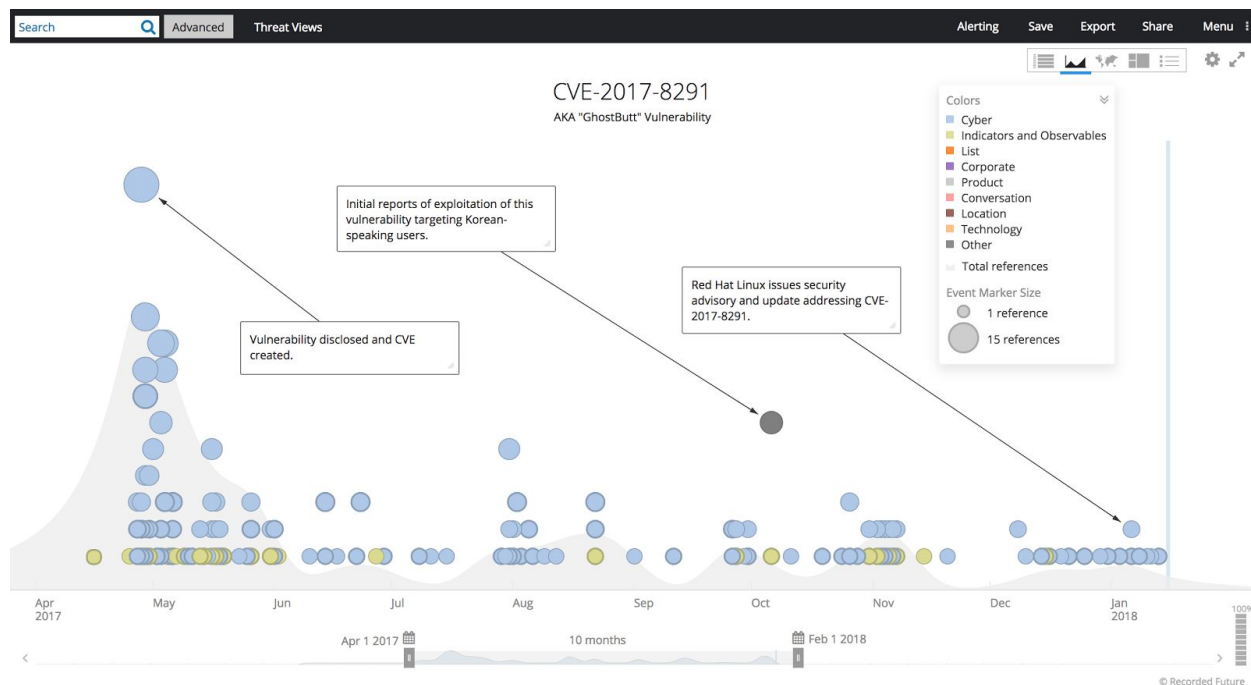 Search Advanced Threat Views Alerting Save Export Share Menu
CVE-2017-8291
AKA "GhostButt" Vulnerability
Colors
Cyber
Indicators and Observables
List
Corporate
Product
Conversation
Location
Technology
Other
Total references
Event Marker Size
1 reference
15 references
Initial reports of exploitation of this
vulnerability targeting Korean-
speaking users.
Red Hat Linux issues security
advisory and update addressing CVE-
2017-8291.
Vulnerability disclosed and CVE
created.
Apr May Jun Jul Aug Sep Oct Nov Dec Jan
2017 2018
100%
Apr 1 2017 10 months Feb 1 2018
© Recorded Future